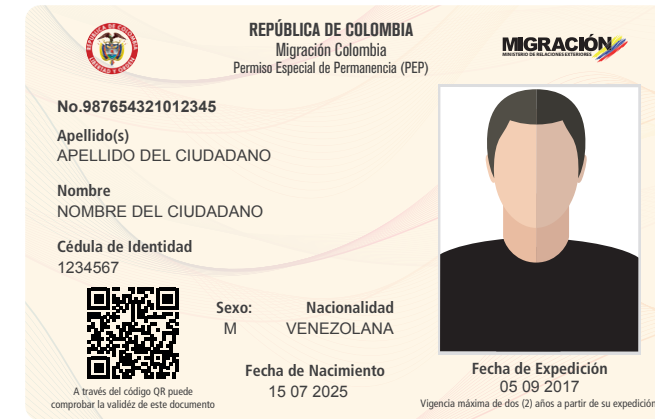 REPÚBLICA DE COLOMBIA
Migración Colombia
Permiso Especial de Permanencia (PEP)
MIGRACIÓN
MINISTERIO DE RELACIONES EXTERIORES
No.987654321012345
Apellido(s)
APELLIDO DEL CIUDADANO
Nombre
NOMBRE DEL CIUDADANO
Cédula de Identidad
1234567
Sexo: Nacionalidad
M VENEZOLANA
Fecha de Nacimiento
15 07 2025
A través del código QR puede
comprobar la validéz de este documento
Fecha de Expedición
05 09 2017
Vigencia máxima de dos (2) años a partir de su expedición